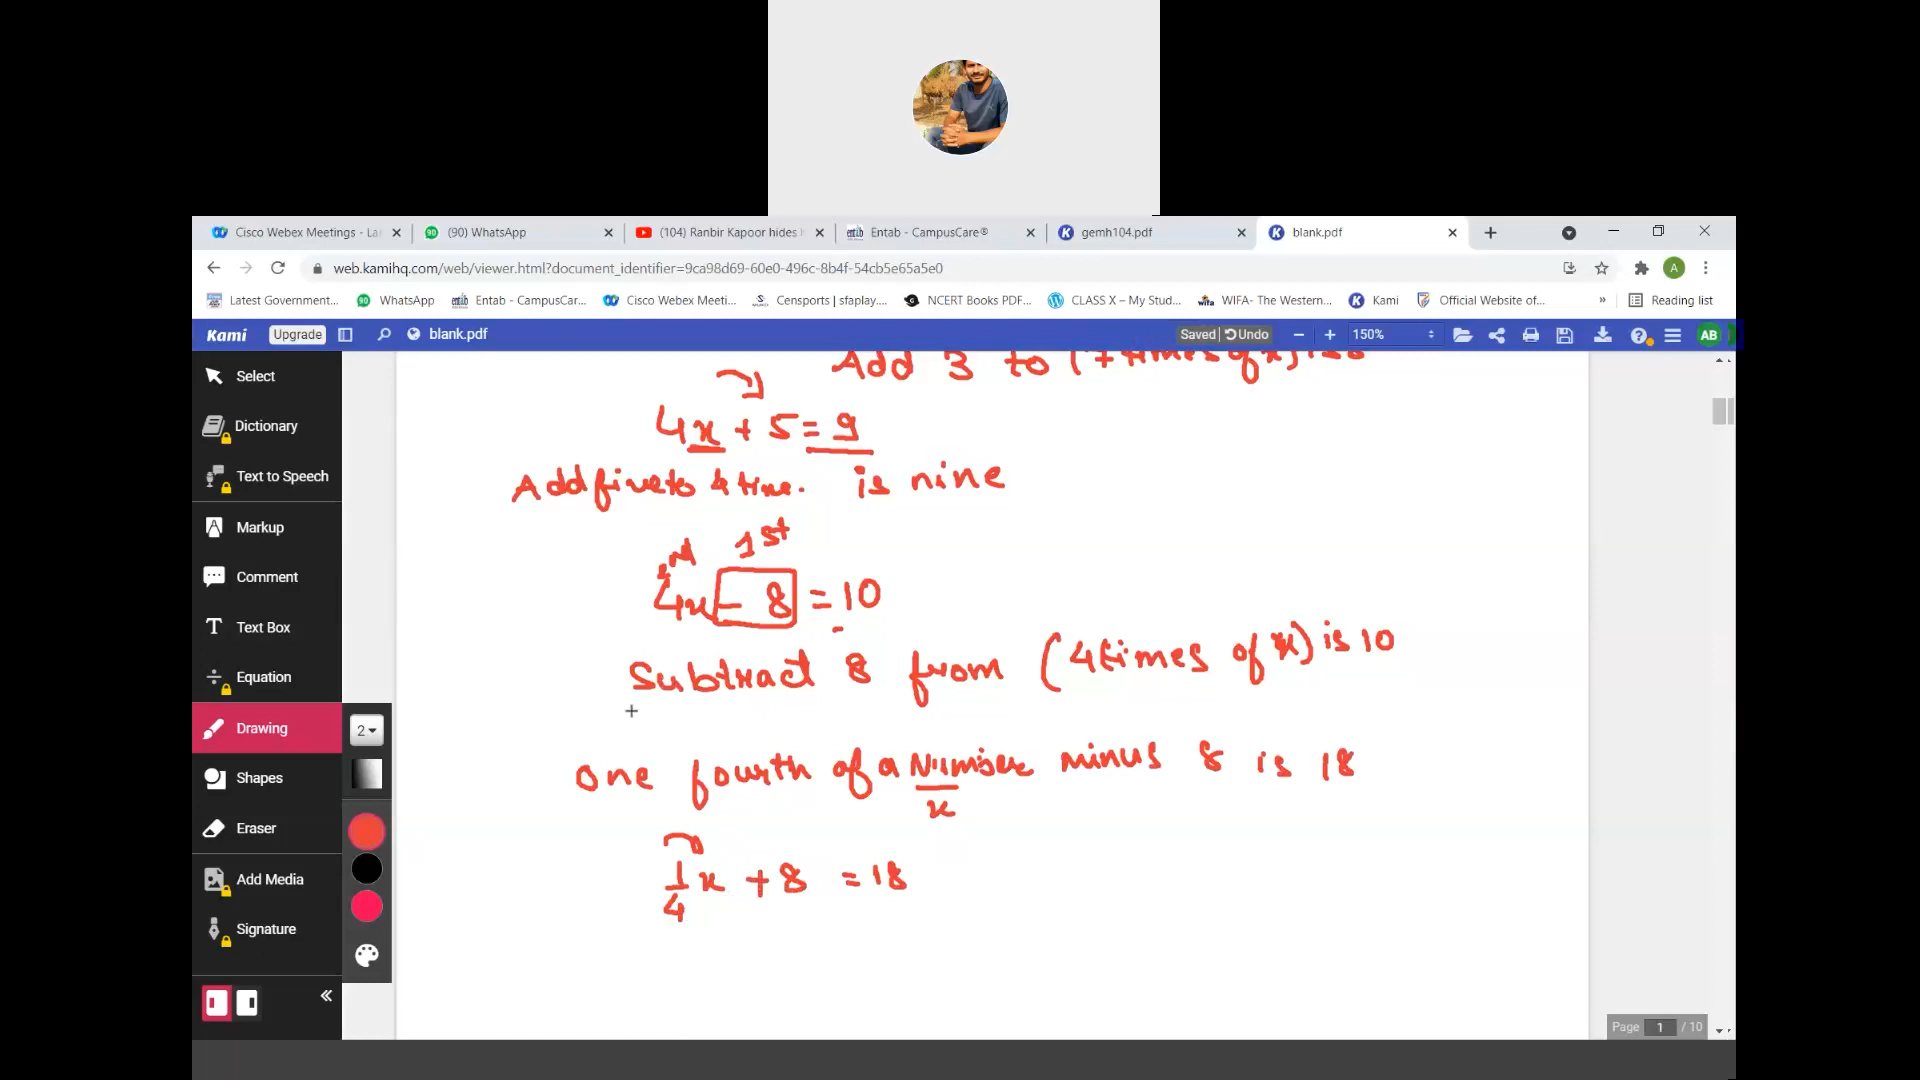 Cisco Webex Meetings - La
(90) WhatsApp
(104) Ranbir Kapoor hides
Entab - CampusCare®
gemh104.pdf
blank.pdf
web.kamihq.com/web/viewer.html?document_identifier=9ca98d69-60e0-496c-8b4f-54cb5e65a5e0
A
Latest Government...
WhatsApp
Entab - CampusCar...
Cisco Webex Meeti...
Censports | sfaplay....
NCERT Books PDF...
CLASS X – My Stud...
WIFA- The Western...
Kami
Official Website of...
»
Reading list
Kami
Upgrade
blank.pdf
Saved
Undo
150%
AB
Select
Dictionary
Text to Speech
Markup
Comment
Text Box
Equation
Drawing
2
Shapes
Eraser
Add Media
Signature
«
Add 3 to (7 times of x) is
4x + 5 = 9
Add five to 4 time. is nine
1st
4x - 8 = 10
Subtract 8 from (4 times of x) is 10
One fourth of a Number minus 8 is 18
x
1/4 x + 8 = 18
Page 1 / 10